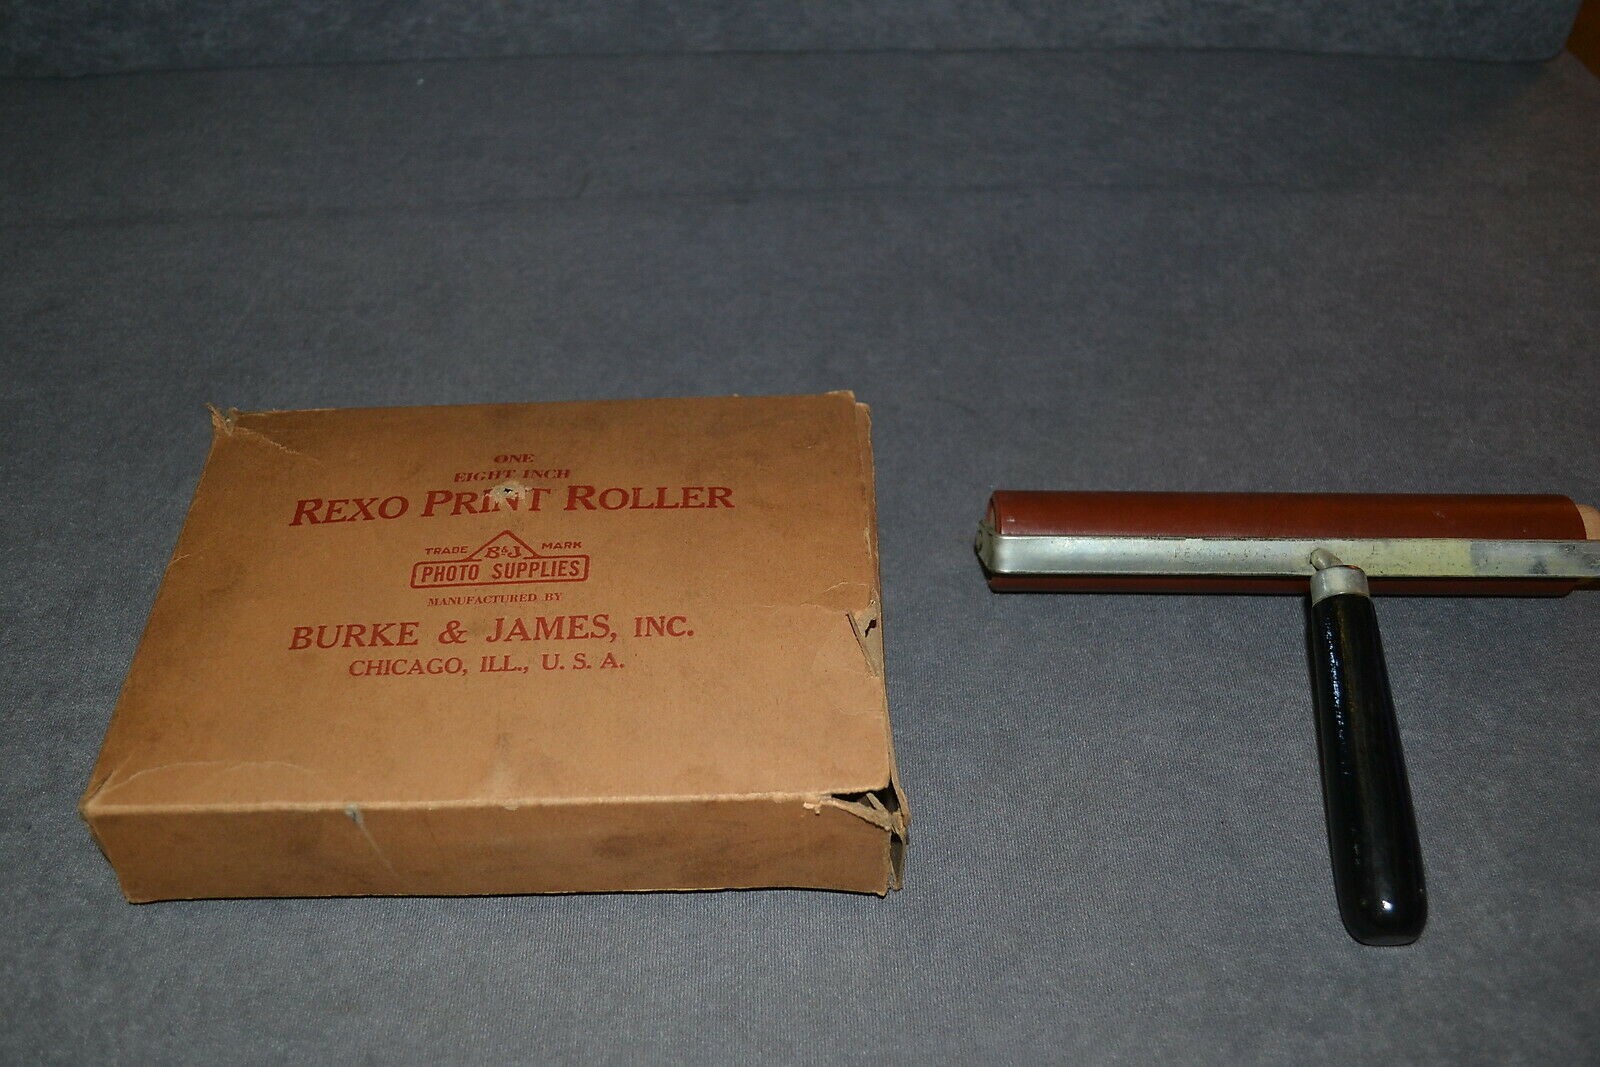 ONE
EIGHT INCH
REXO PRINT ROLLER
TRADE B&J MARK
PHOTO SUPPLIES
MANUFACTURED BY
BURKE & JAMES, INC.
CHICAGO, ILL., U. S. A.